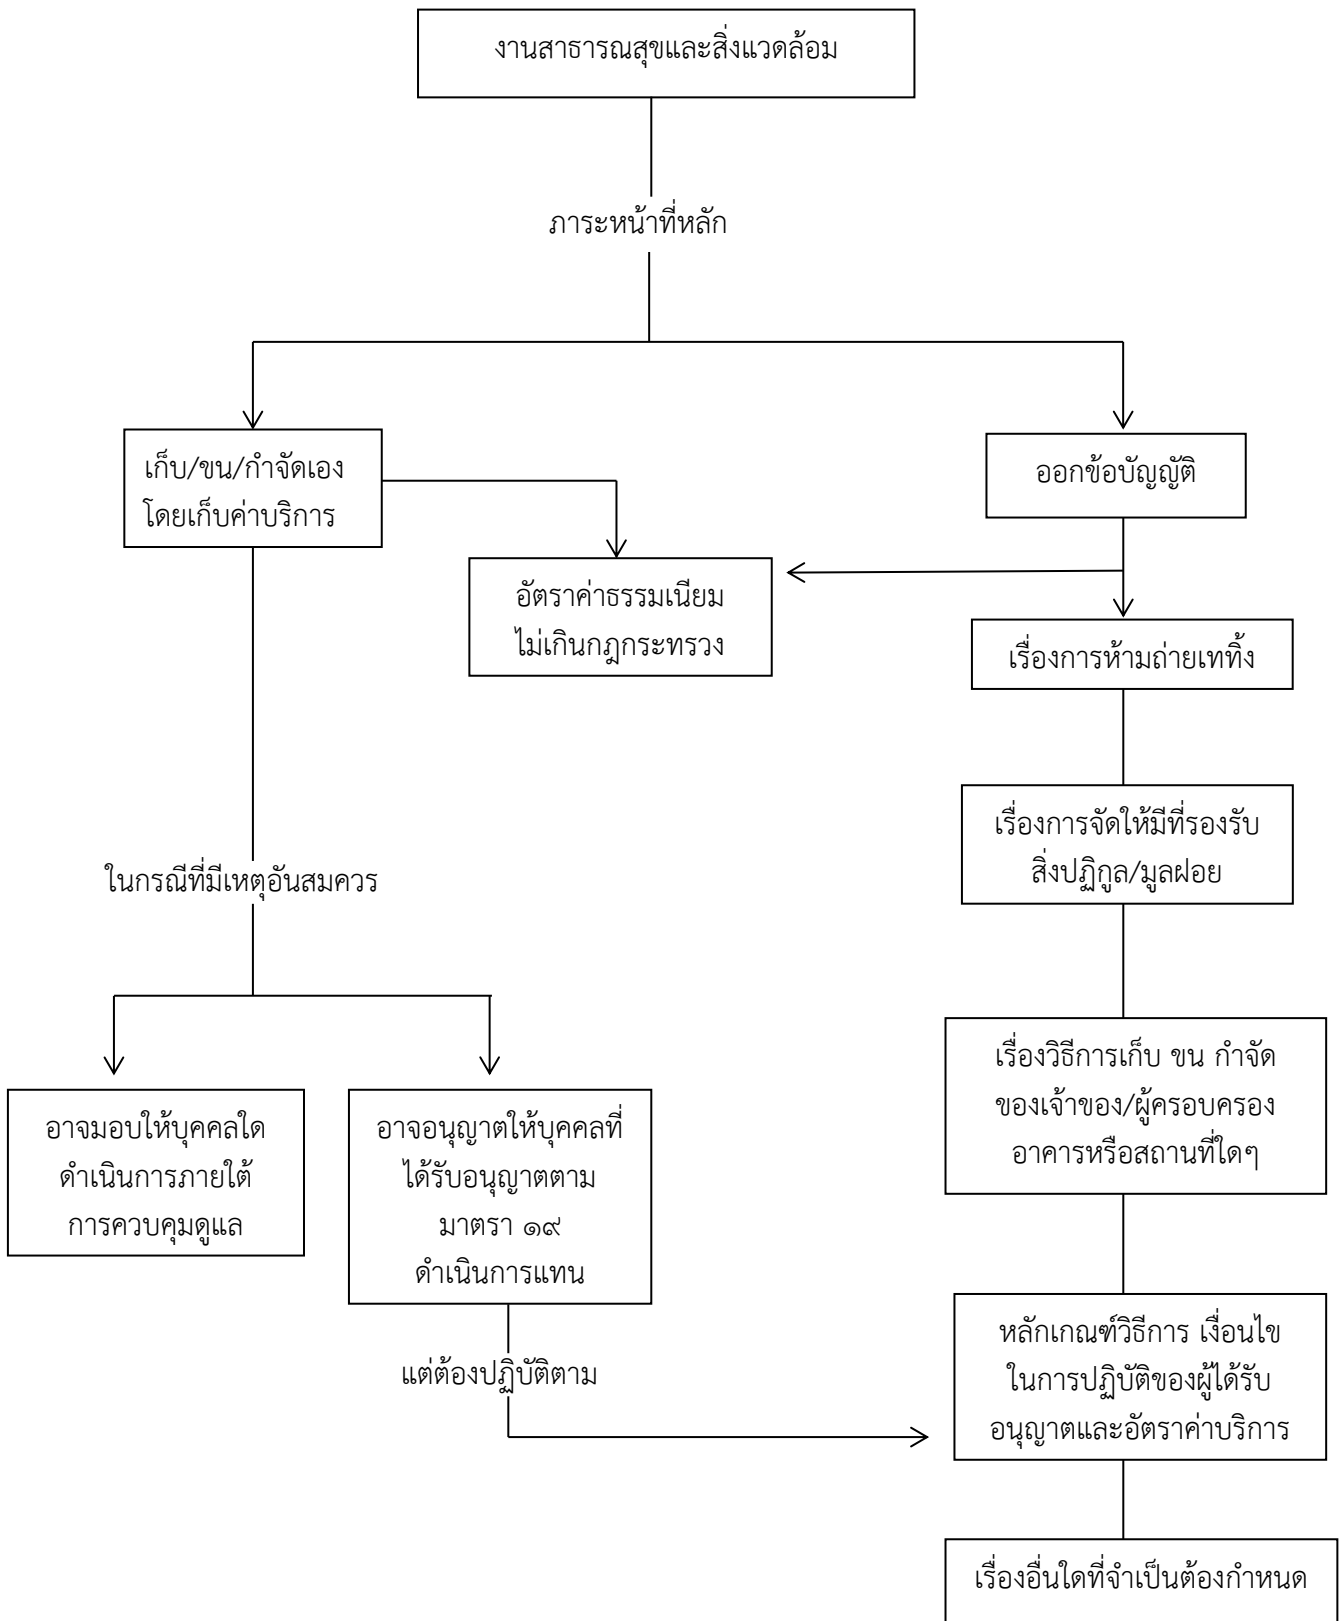 งานสาธารณสุขและสิ่งแวดล้อม
ภาระหน้าที่หลัก
เก็บ/ขน/กำจัดเอง
โดยเก็บค่าบริการ
ออกข้อบัญญัติ
อัตราค่าธรรมเนียม
ไม่เกินกฎกระทรวง
เรื่องการห้ามถ่ายเททิ้ง
เรื่องการจัดให้มีที่รองรับ
สิ่งปฏิกูล/มูลฝอย
ในกรณีที่มีเหตุอันสมควร
เรื่องวิธีการเก็บ ขน กำจัด
ของเจ้าของ/ผู้ครอบครอง
อาคารหรือสถานที่ใดๆ
อาจมอบให้บุคคลใด
ดำเนินการภายใต้
การควบคุมดูแล
อาจอนุญาตให้บุคคลที่
ได้รับอนุญาตตาม
มาตรา ๑๙
ดำเนินการแทน
แต่ต้องปฏิบัติตาม
หลักเกณฑ์วิธีการ เงื่อนไข
ในการปฏิบัติของผู้ได้รับ
อนุญาตและอัตราค่าบริการ
เรื่องอื่นใดที่จำเป็นต้องกำหนด